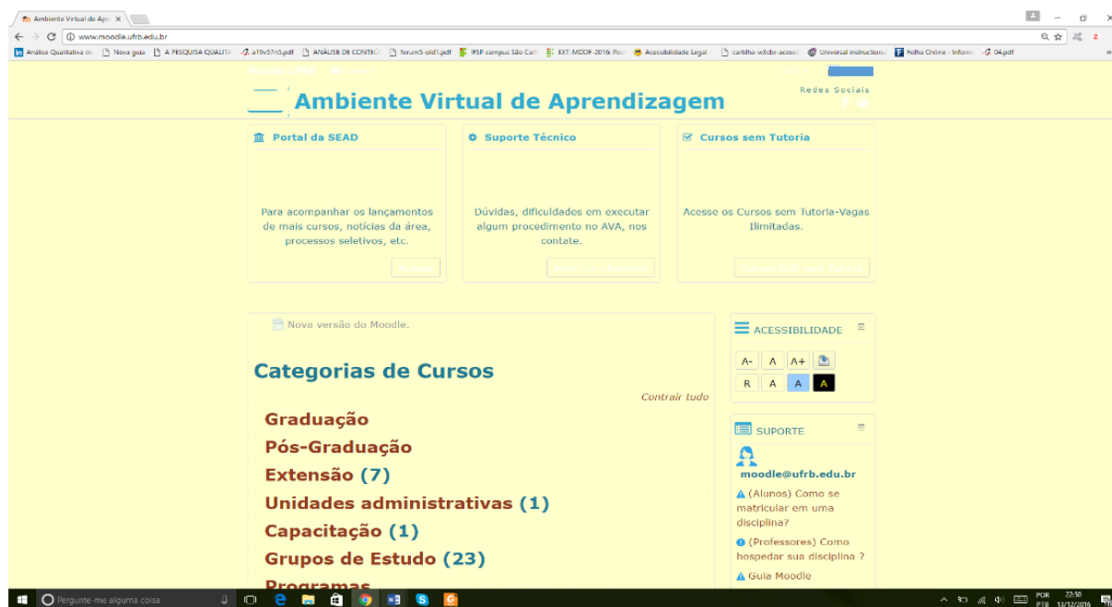 Ambiente Virtual de Apr
www.moodle.ufrb.edu.br
Análise Qualitativa de
Nova guia
A PESQUISA QUALITA
a19v57n5.pdf
ANÁLISE DE CONTEÚ
forum5-old1.pdf
IFSP campus São Carl
EXT-MDDF-2016: Pos
Acessibilidade Legal
cartilha-w3cbr-acessi
Universal Instruction
Folha Online - Inform
04.pdf
Redes Sociais
Ambiente Virtual de Aprendizagem
Portal da SEAD
Para acompanhar os lançamentos
de mais cursos, notícias da área,
processos seletivos, etc.
Suporte Técnico
Dúvidas, dificuldades em executar
algum procedimento no AVA, nos
contate.
Cursos sem Tutoria
Acesse os Cursos sem Tutoria-Vagas
Ilimitadas.
Nova versão do Moodle.
Categorias de Cursos
Contrair tudo
Graduação
Pós-Graduação
Extensão (7)
Unidades administrativas (1)
Capacitação (1)
Grupos de Estudo (23)
Programas
ACESSIBILIDADE
A- A A+
R A A A
SUPORTE
moodle@ufrb.edu.br
(Alunos) Como se
matricular em uma
disciplina?
(Professores) Como
hospedar sua disciplina ?
Guia Moodle
Pergunte-me alguma coisa
POR 22:50
PTB 13/12/2016